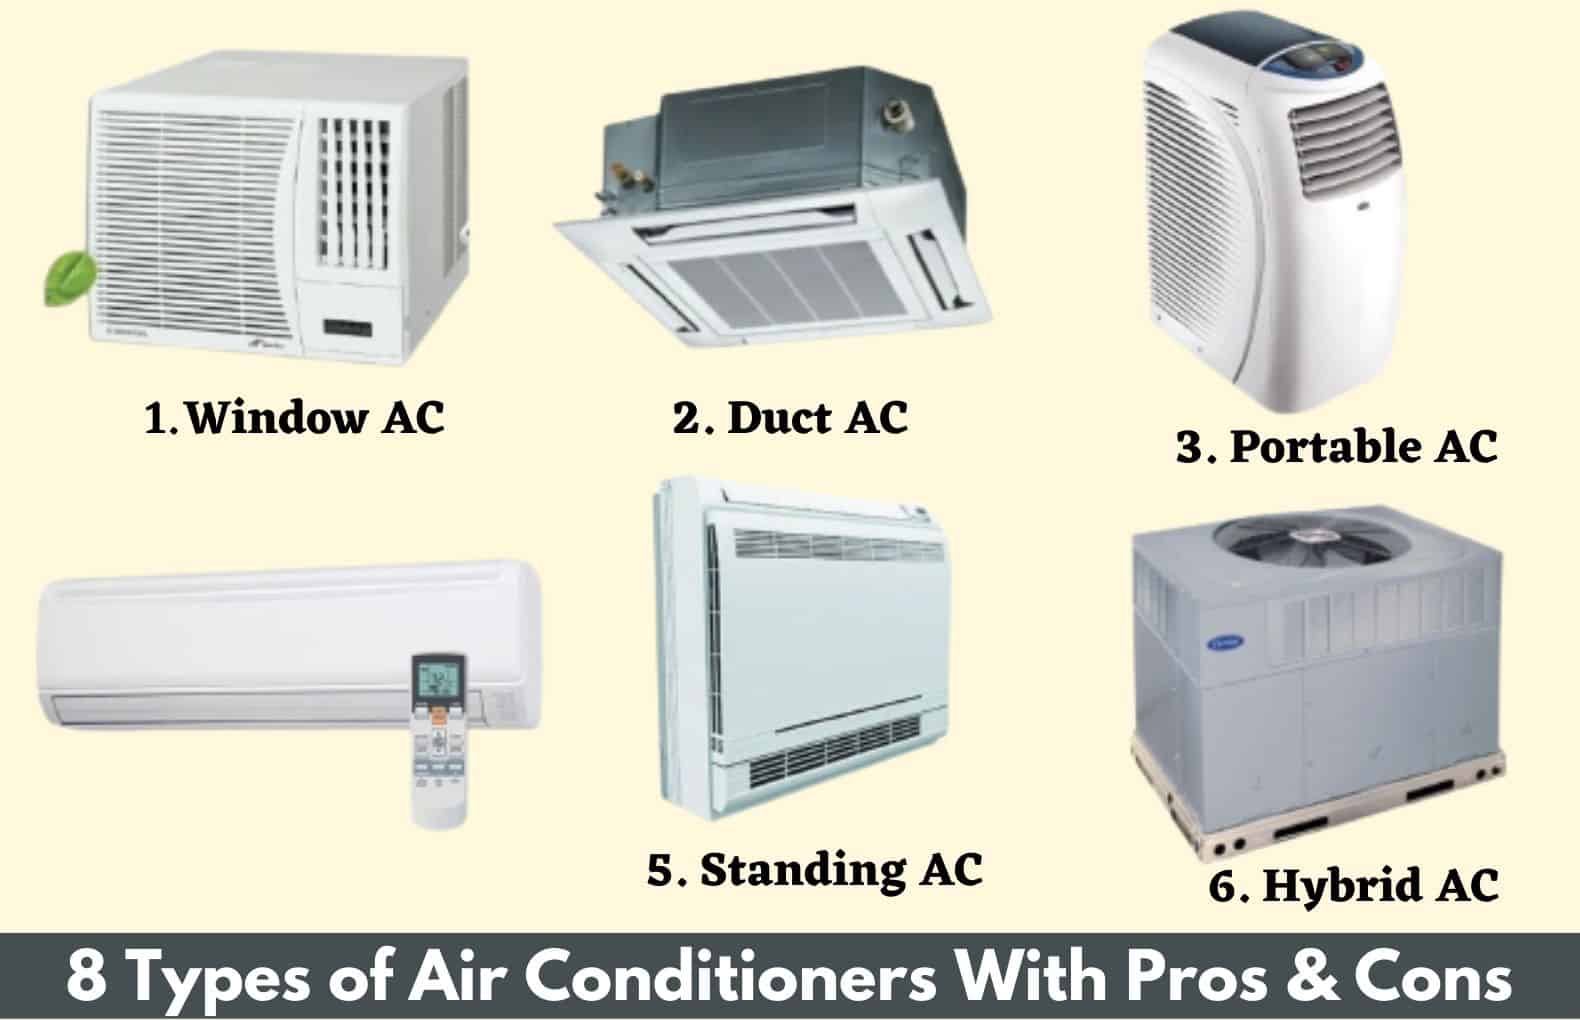 1. Window AC
2. Duct AC
3. Portable AC
5. Standing AC
6. Hybrid AC
8 Types of Air Conditioners With Pros & Cons